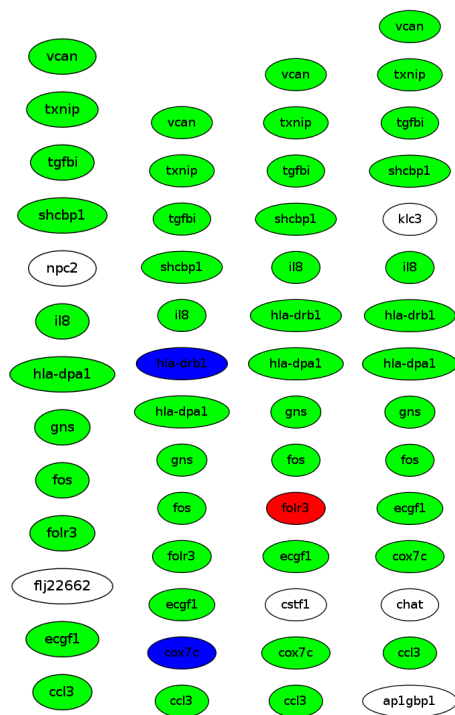 vcan
txnip
tgfbi
shcbp1
npc2
il8
hla-dpa1
gns
fos
folr3
flj22662
ecgf1
ccl3
vcan
txnip
tgfbi
shcbp1
il8
hla-drb1
hla-dpa1
gns
fos
folr3
ecgf1
cox7c
ccl3
vcan
txnip
tgfbi
shcbp1
il8
hla-drb1
hla-dpa1
gns
fos
folr3
ecgf1
cstf1
cox7c
ccl3
vcan
txnip
tgfbi
shcbp1
klc3
il8
hla-drb1
hla-dpa1
gns
fos
ecgf1
cox7c
chat
ccl3
ap1gbp1